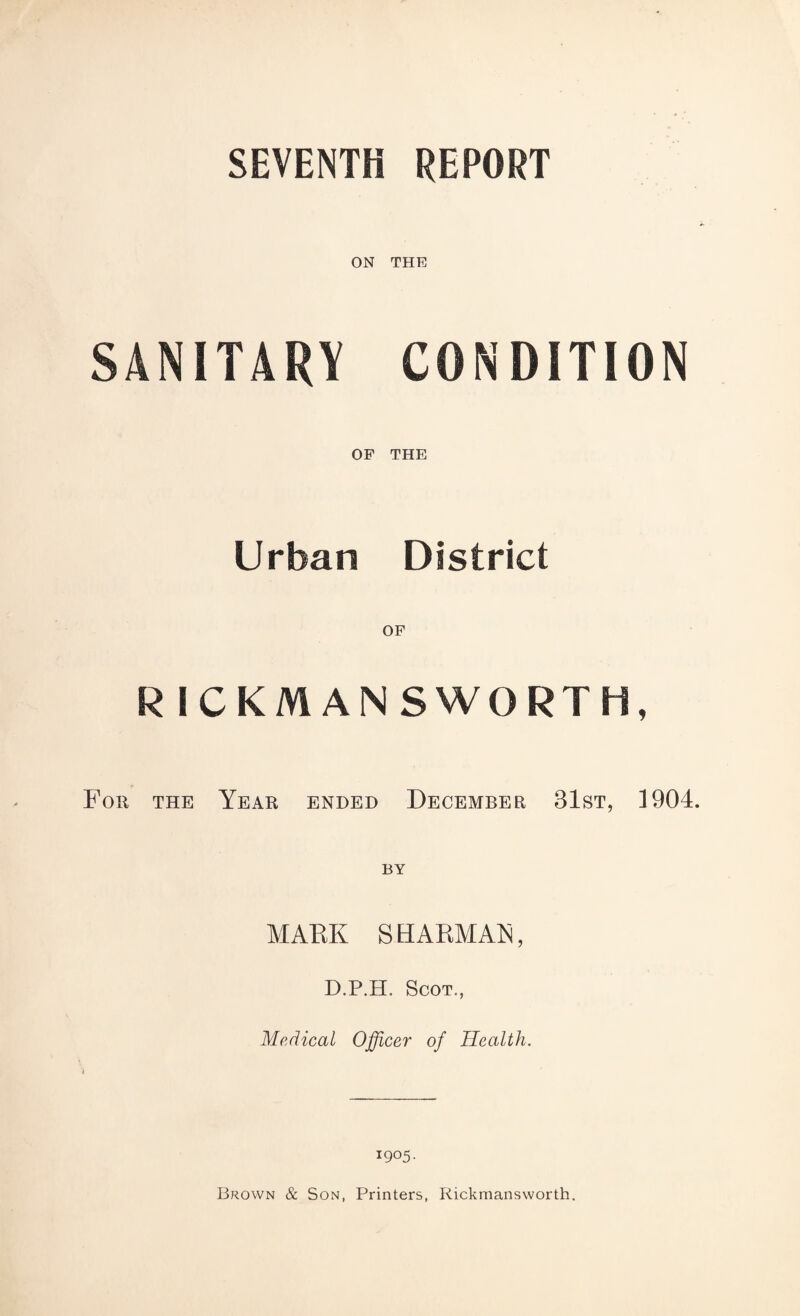 SEVENTH REPORT
ON THE
SANITARY CONDITION
OF THE
Urban District
OF
RICKMANSWORTH,
For the Year ended December 31st, 1904.
BY
MARK SHARMAN,
D.P.H. Scot.,
Medical Officer of Health.
1905.
Brown & Son, Printers, Rickmansworth.